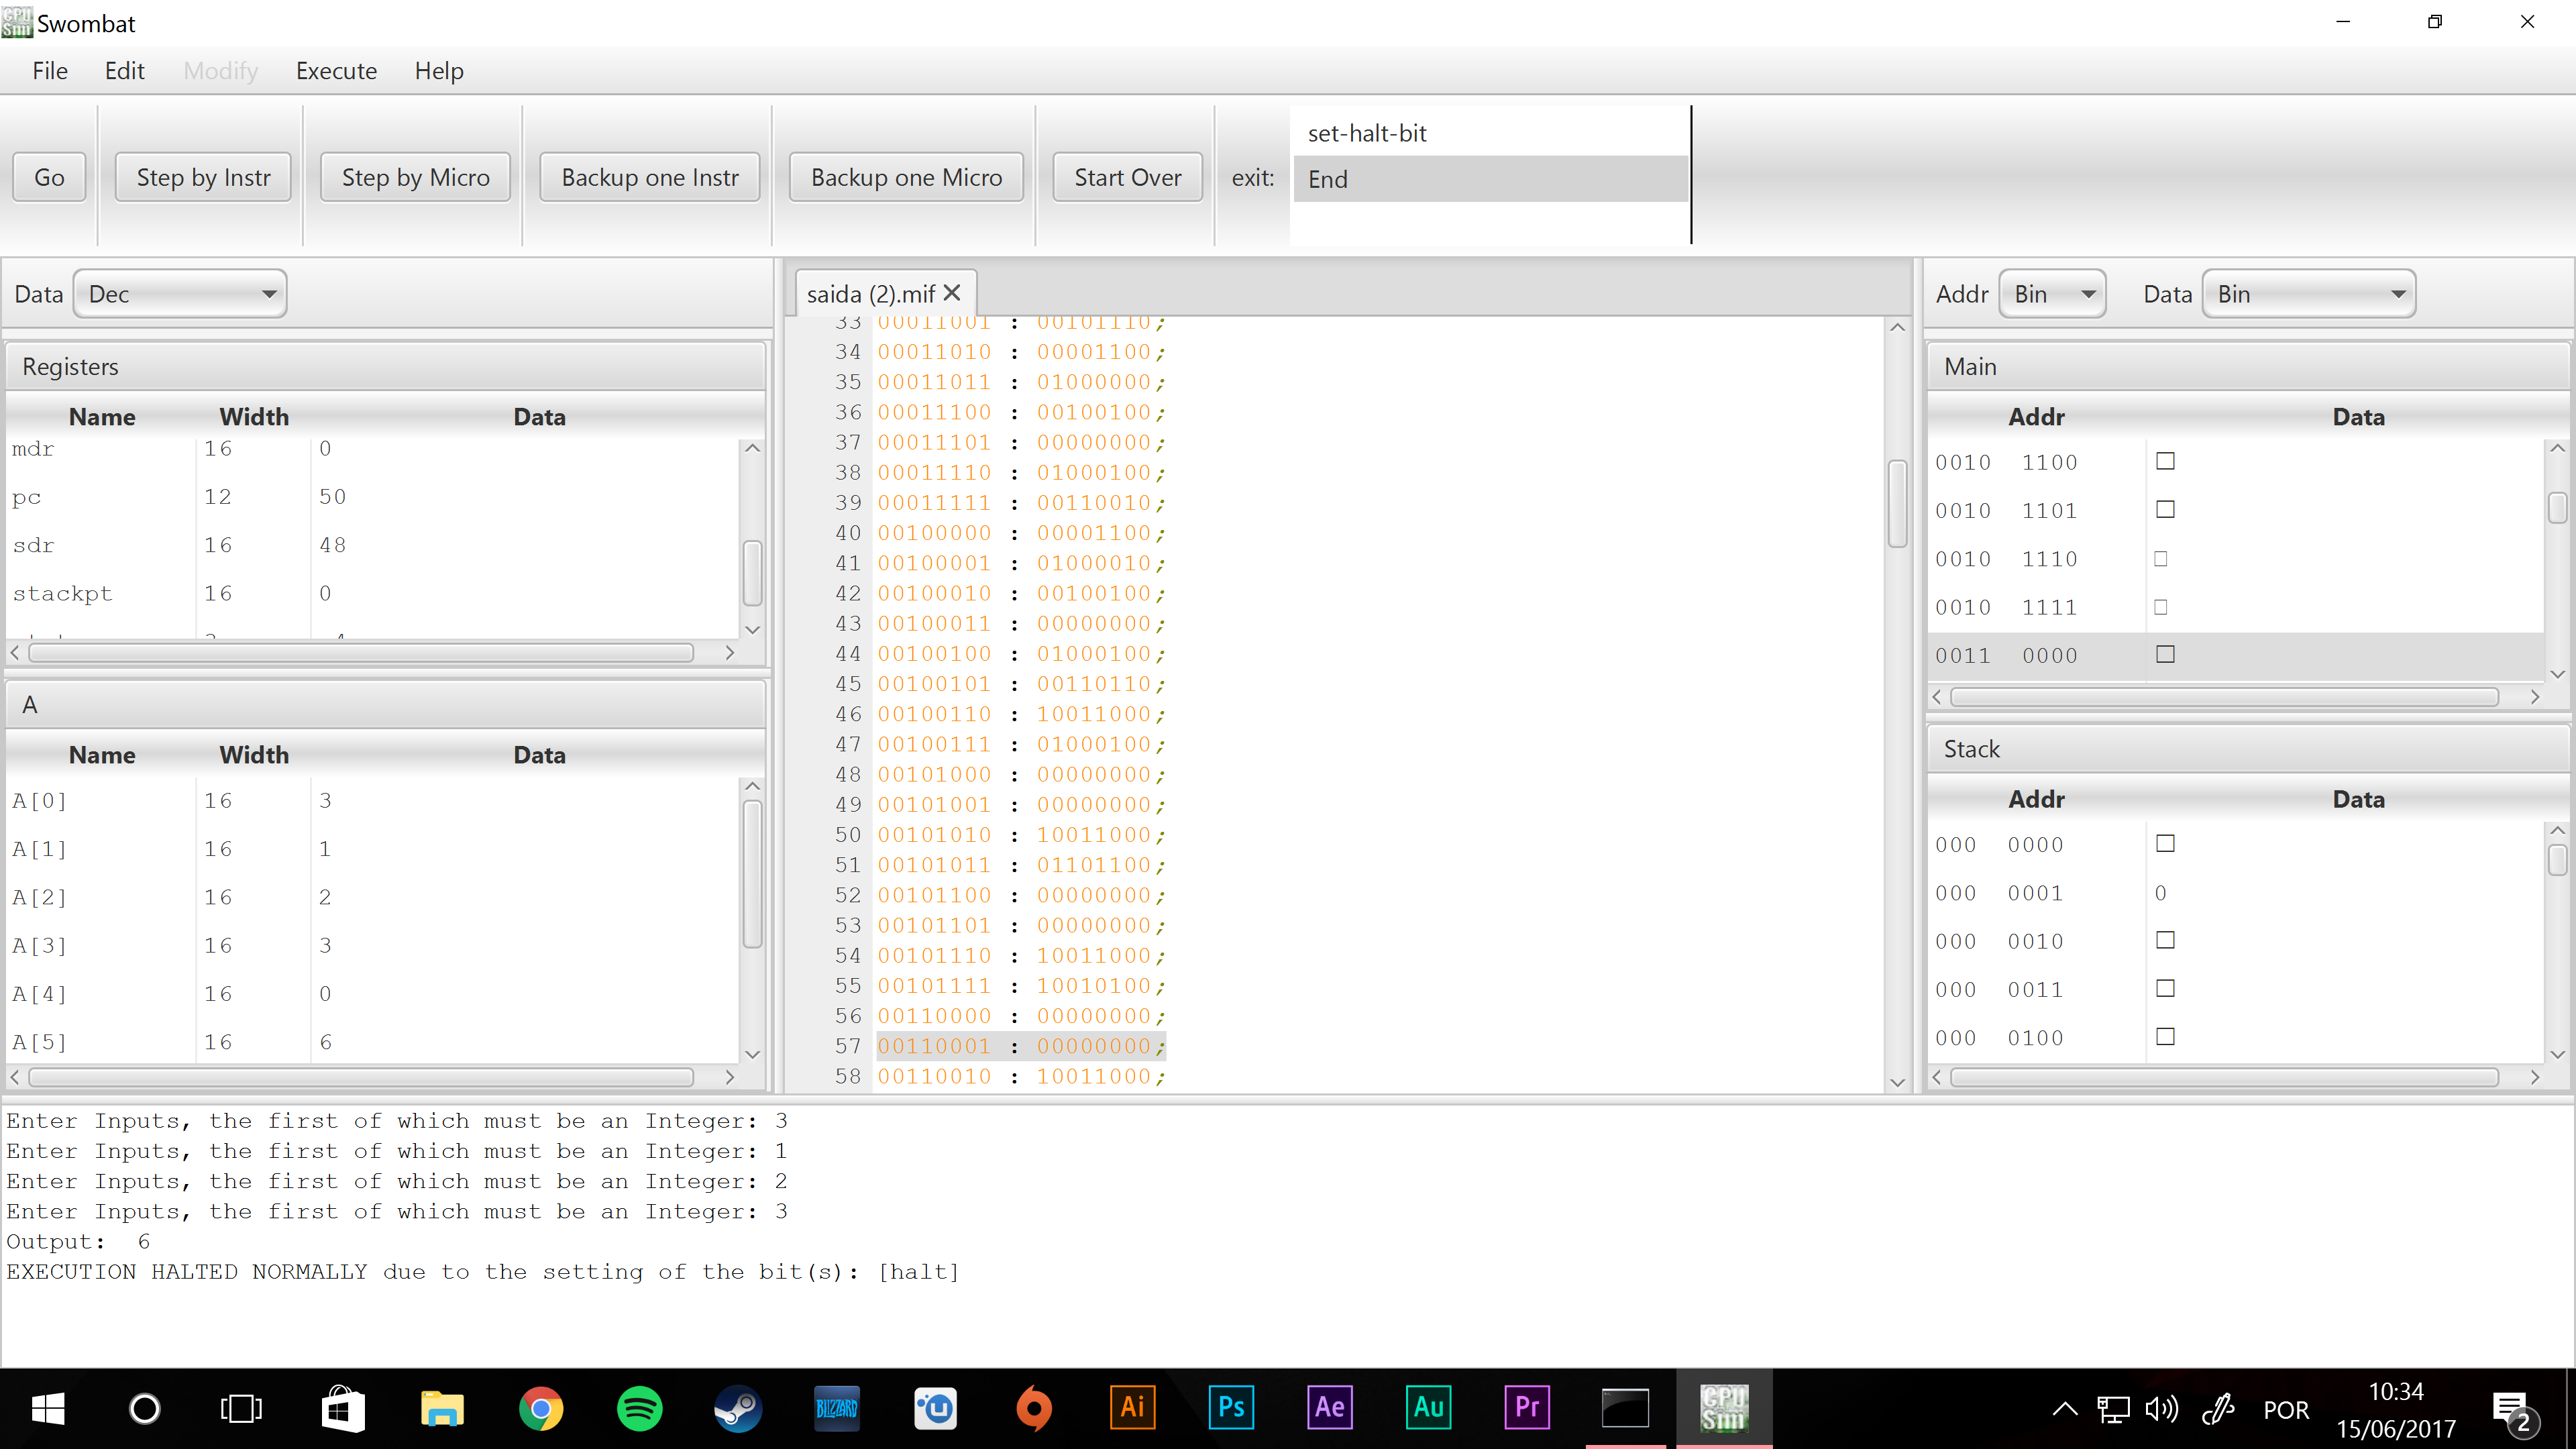 Swombat
File Edit Modify Execute Help
Go Step by Instr Step by Micro Backup one Instr Backup one Micro Start Over exit: set-halt-bit
End
Data Dec
Registers
Name Width Data
mdr 16 0
pc 12 50
sdr 16 48
stackpt 16 0
A
Name Width Data
A[0] 16 3
A[1] 16 1
A[2] 16 2
A[3] 16 3
A[4] 16 0
A[5] 16 6
saida (2).mif
33 00011001 : 00101110;
34 00011010 : 00001100;
35 00011011 : 01000000;
36 00011100 : 00100100;
37 00011101 : 00000000;
38 00011110 : 01000100;
39 00011111 : 00110010;
40 00100000 : 00001100;
41 00100001 : 01000010;
42 00100010 : 00100100;
43 00100011 : 00000000;
44 00100100 : 01000100;
45 00100101 : 00110110;
46 00100110 : 10011000;
47 00100111 : 01000100;
48 00101000 : 00000000;
49 00101001 : 00000000;
50 00101010 : 10011000;
51 00101011 : 01101100;
52 00101100 : 00000000;
53 00101101 : 00000000;
54 00101110 : 10011000;
55 00101111 : 10010100;
56 00110000 : 00000000;
57 00110001 : 00000000;
58 00110010 : 10011000;
Addr Bin Data Bin
Main
Addr Data
0010 1100
0010 1101
0010 1110
0010 1111
0011 0000
Stack
Addr Data
000 0000
000 0001 0
000 0010
000 0011
000 0100
Enter Inputs, the first of which must be an Integer: 3
Enter Inputs, the first of which must be an Integer: 1
Enter Inputs, the first of which must be an Integer: 2
Enter Inputs, the first of which must be an Integer: 3
Output: 6
EXECUTION HALTED NORMALLY due to the setting of the bit(s): [halt]
BLIZZARD Ai Ps Ae Au Pr CPU Sim POR 10:34
15/06/2017 2